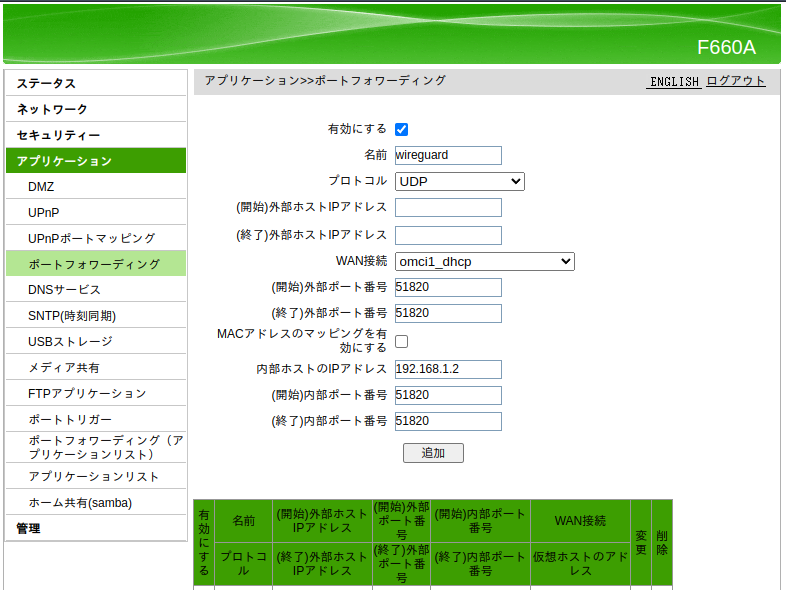 F660A
アプリケーション>>ポートフォワーディング
ENGLISH ログアウト
ステータス
ネットワーク
セキュリティー
アプリケーション
DMZ
UPnP
UPnPポートマッピング
ポートフォワーディング
DNSサービス
SNTP(時刻同期)
USBストレージ
メディア共有
FTPアプリケーション
ポートトリガー
ポートフォワーディング（ア
プリケーションリスト）
アプリケーションリスト
ホーム共有(samba)
管理
有効にする
名前 wireguard
プロトコル UDP
(開始)外部ホストIPアドレス
(終了)外部ホストIPアドレス
WAN接続 omci1_dhcp
(開始)外部ポート番号 51820
(終了)外部ポート番号 51820
MACアドレスのマッピングを有
効にする
内部ホストのIPアドレス 192.168.1.2
(開始)内部ポート番号 51820
(終了)内部ポート番号 51820
追加
有効にする
名前
(開始)外部ホスト
IPアドレス
(開始)外部
ポート番
号
(開始)内部ポート
番号
WAN接続
変更
削除
プロトコ
ル
(終了)外部ホスト
IPアドレス
(終了)外部
ポート番
号
(終了)内部ポート
番号
仮想ホストのアド
レス